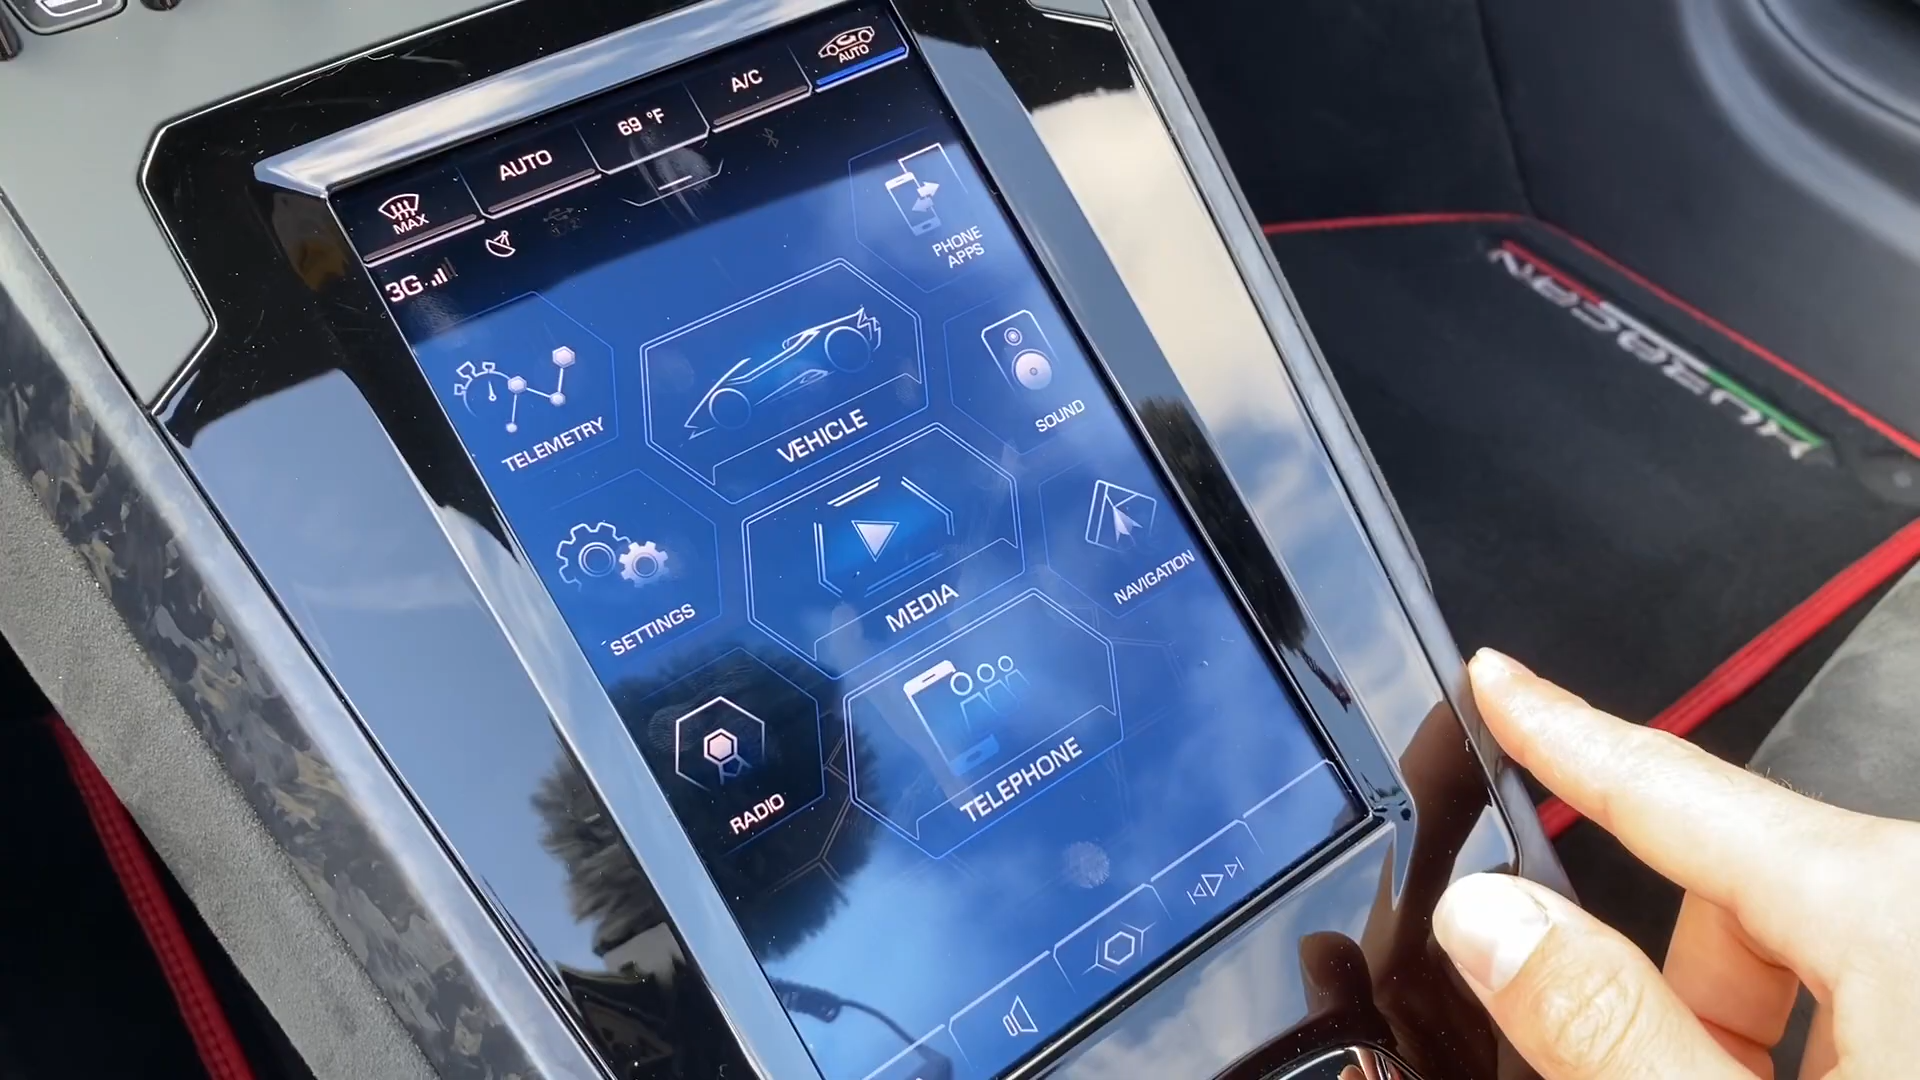 MAX
AUTO
69 °F
A/C
AUTO
3G
PHONE
APPS
TELEMETRY
VEHICLE
SOUND
SETTINGS
MEDIA
NAVIGATION
RADIO
TELEPHONE
HURACÁN